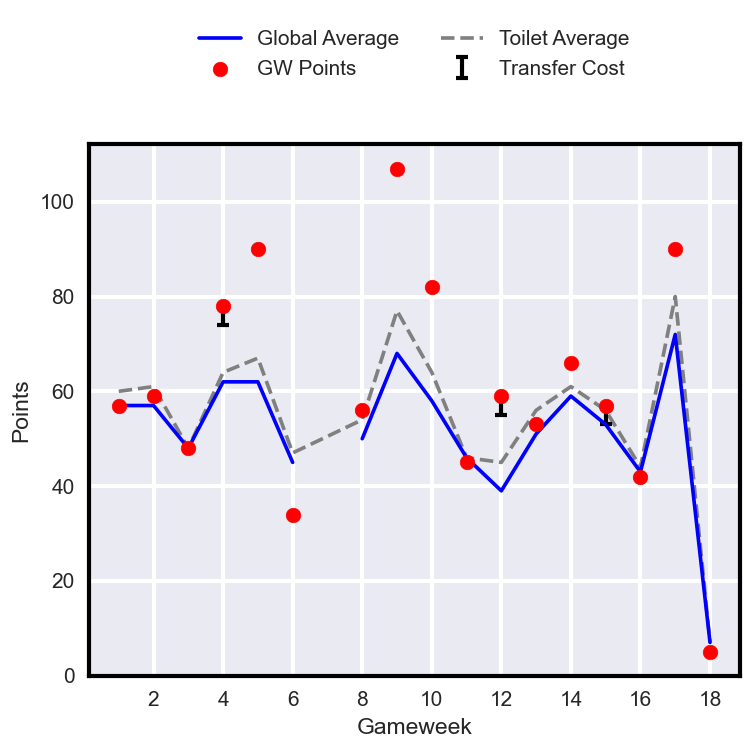 Global Average
Toilet Average
GW Points
Transfer Cost
100
80
60
40
20
0
Points
2 4 6 8 10 12 14 16 18
Gameweek